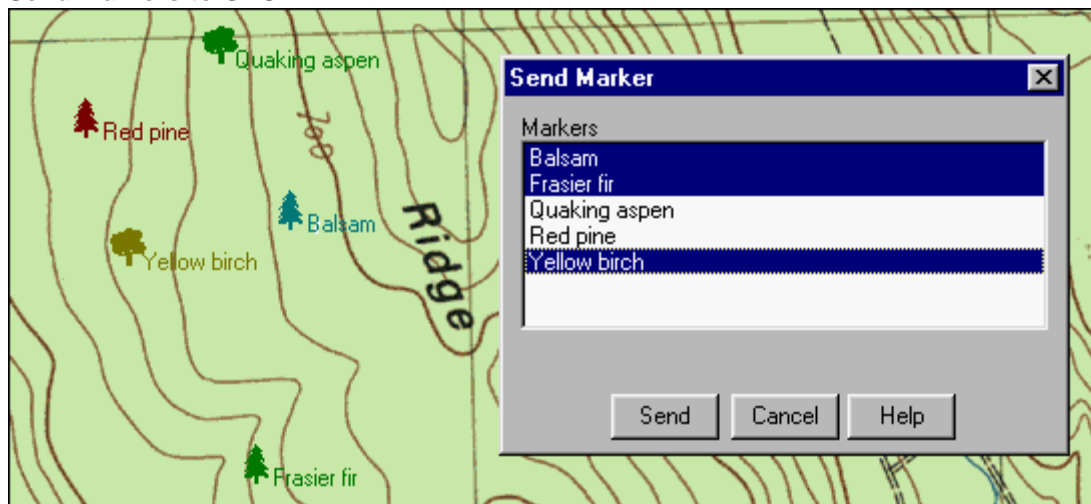 Quaking aspen
Red pine
700
Balsam
Yellow birch
Ridge
Frasier fir
Send Marker
Markers
Balsam
Frasier fir
Quaking aspen
Red pine
Yellow birch
Send
Cancel
Help